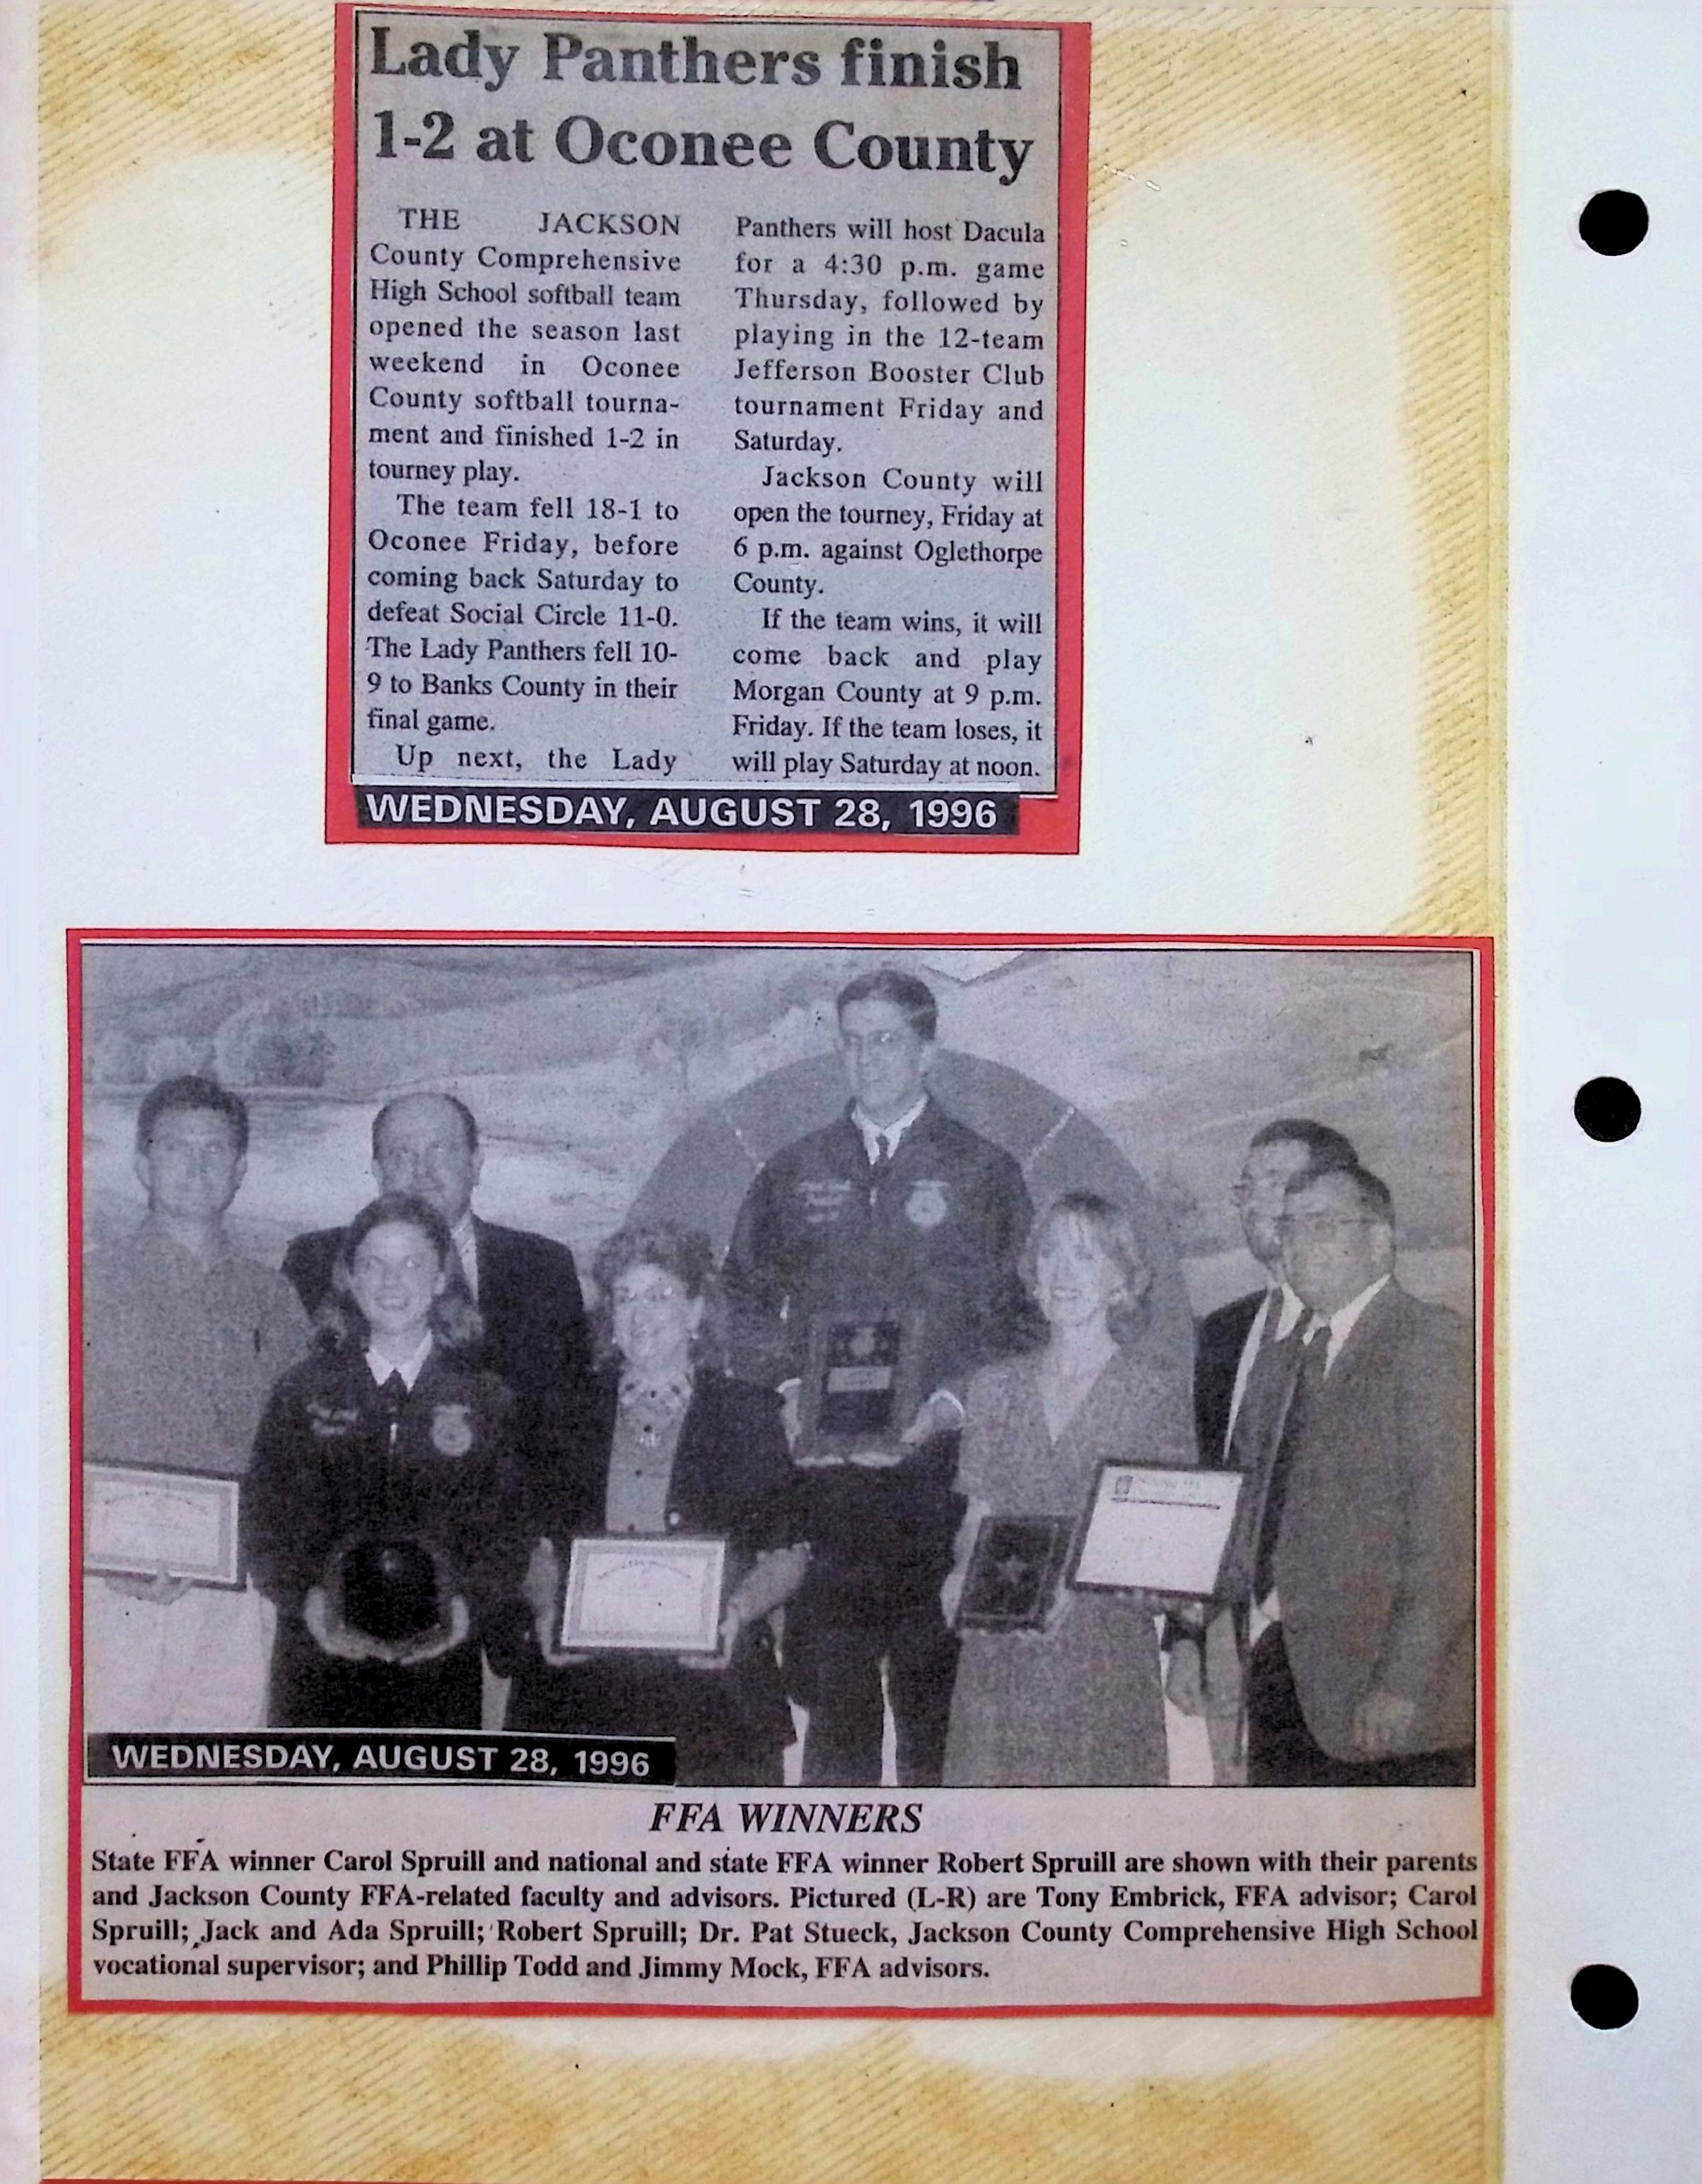 Lady Panthers finish
1-2 at Oconee County
THE JACKSON
County Comprehensive
High School softball team
opened the season last
weekend in Oconee
County softball tourna-
ment and finished 1-2 in
tourney play.
The team fell 18-1 to
Oconee Friday, before
coming back Saturday to
defeat Social Circle 11-0.
The Lady Panthers fell 10-
9 to Banks County in their
final game.
Up next, the Lady
Panthers will host Dacula
for a 4:30 p.m. game
Thursday, followed by
playing in the 12-team
Jefferson Booster Club
tournament Friday and
Saturday.
Jackson County will
open the tourney, Friday at
6 p.m. against Oglethorpe
County.
If the team wins, it will
come back and play
Morgan County at 9 p.m.
Friday. If the team loses, it
will play Saturday at noon.
WEDNESDAY, AUGUST 28, 1996
WEDNESDAY, AUGUST 28, 1996
FFA WINNERS
State FFA winner Carol Spruill and national and state FFA winner Robert Spruill are shown with their parents
and Jackson County FFA-related faculty and advisors. Pictured (L-R) are Tony Embrick, FFA advisor; Carol
Spruill; Jack and Ada Spruill; Robert Spruill; Dr. Pat Stueck, Jackson County Comprehensive High School
vocational supervisor; and Phillip Todd and Jimmy Mock, FFA advisors.